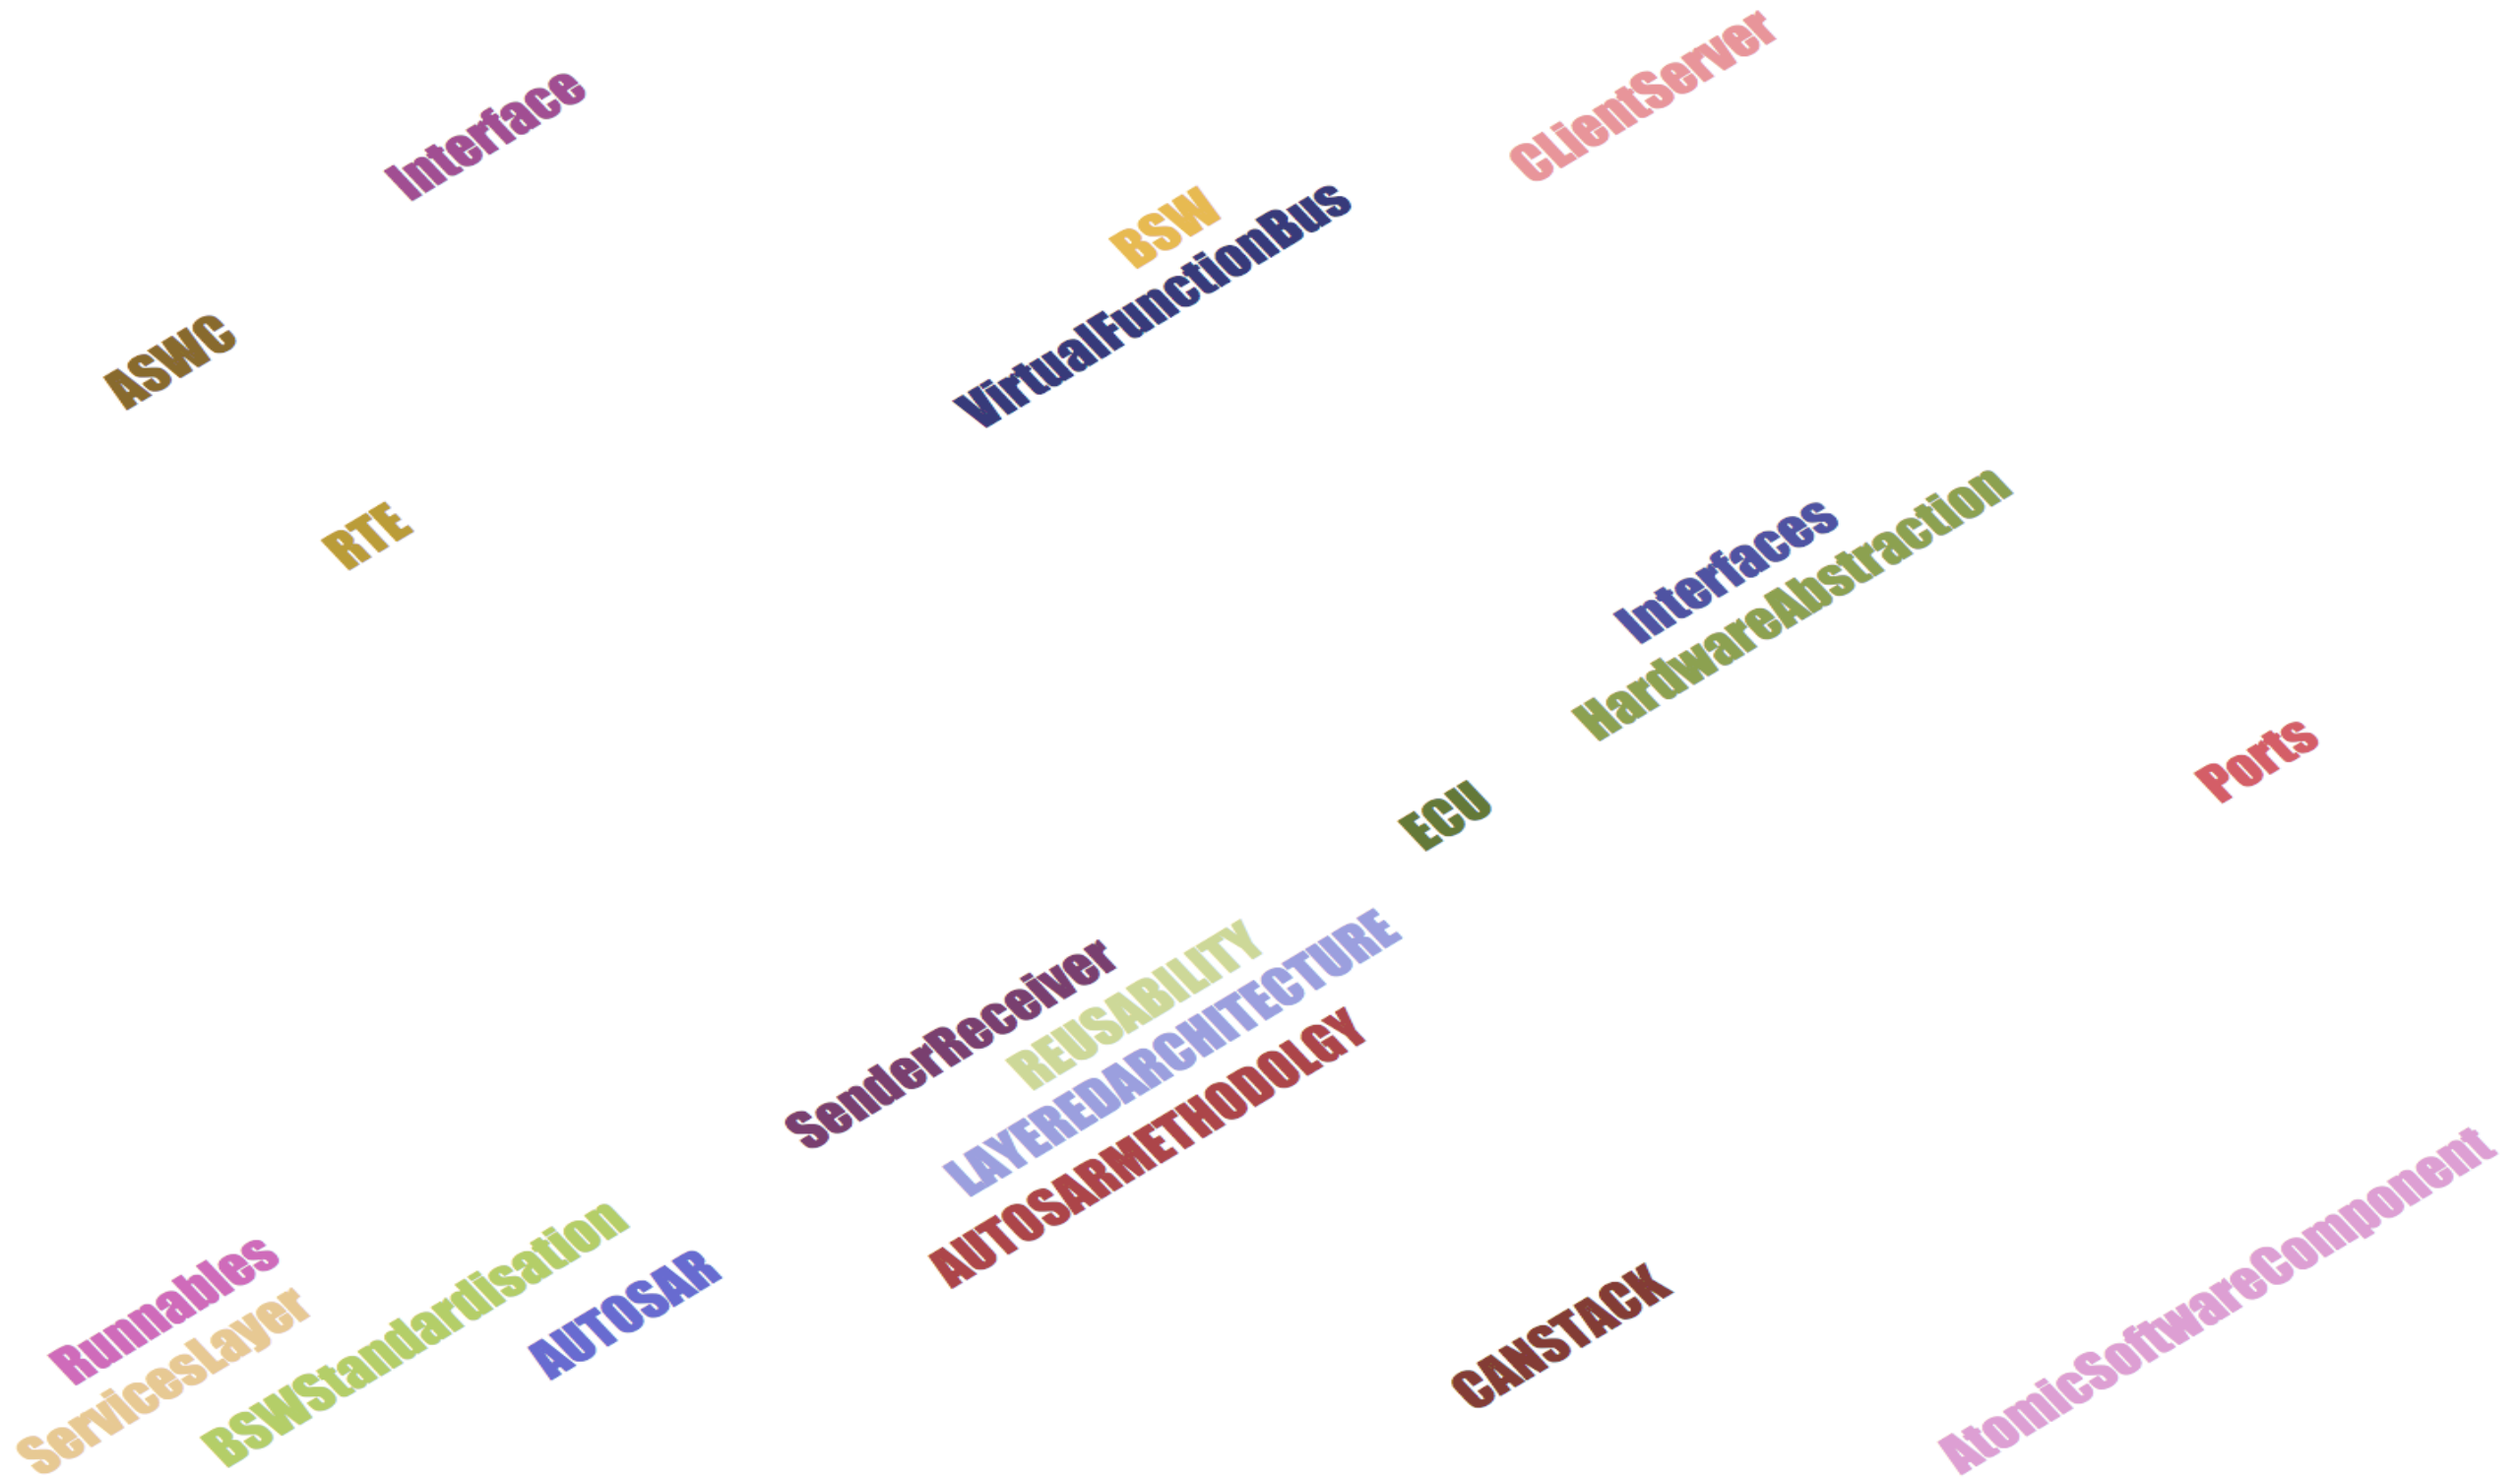 CLientServer
Interface
BSW
VirtualFunctionBus
ASWC
RTE
Interfaces
HardwareAbstraction
Ports
ECU
SenderReceiver
REUSABILITY
LAYEREDARCHITECTURE
AUTOSARMETHODOLGY
AtomicSoftwareComponent
Runnables
BSWStandardisation
AUTOSAR
ServicesLayer
CANSTACK